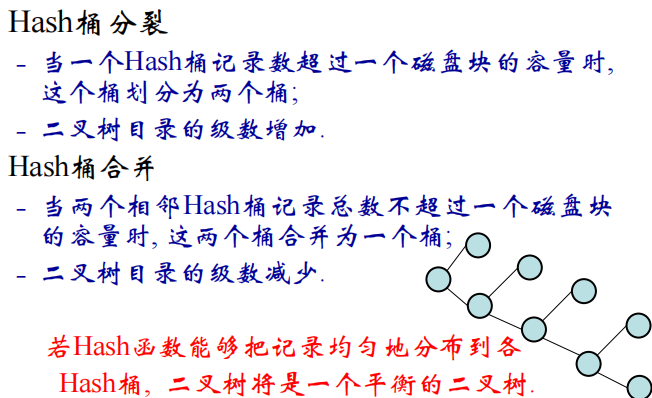 Hash桶分裂
- 当一个Hash桶记录数超过一个磁盘块的容量时,
这个桶划分为两个桶;
- 二叉树目录的级数增加.
Hash桶合并
- 当两个相邻Hash桶记录总数不超过一个磁盘块
的容量时, 这两个桶合并为一个桶;
- 二叉树目录的级数减少.
若Hash函数能够把记录均匀地分布到各
Hash桶, 二叉树将是一个平衡的二叉树.